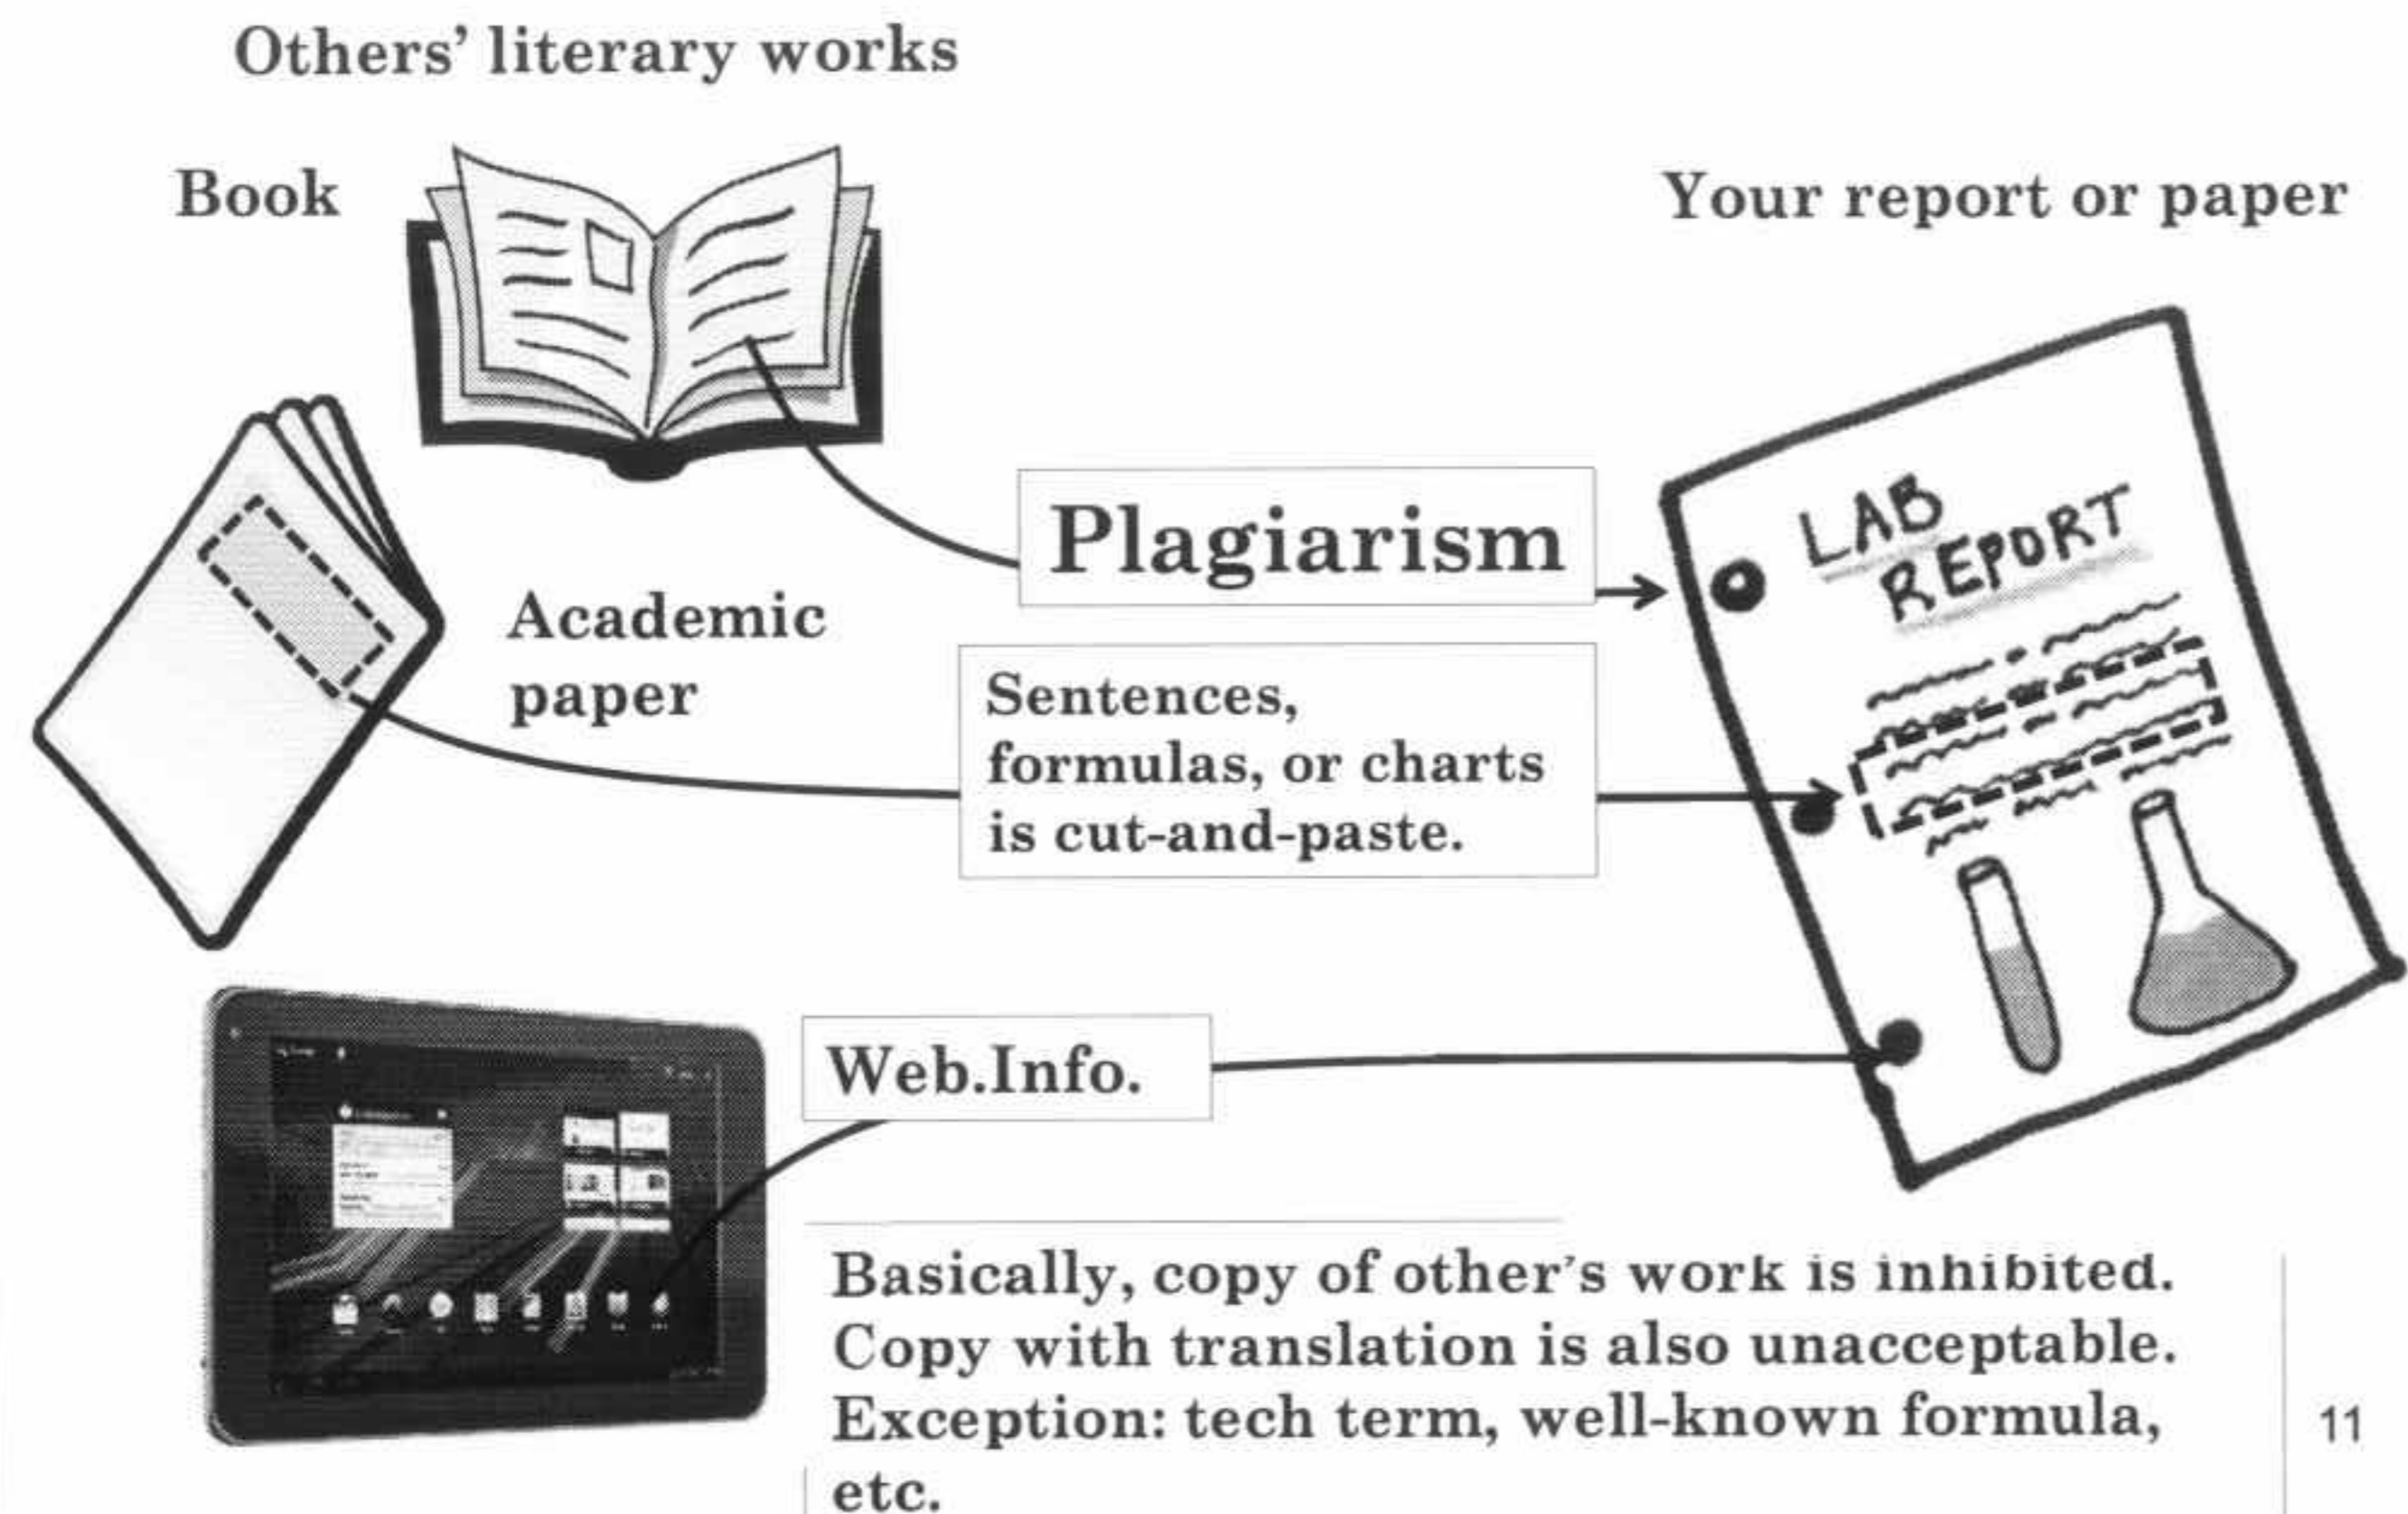 Others' literary works
Book
Your report or paper
Plagiarism
LAB
REPORT
Academic
paper
Sentences,
formulas, or charts
is cut-and-paste.
Web.Info.
Basically, copy of other's work is inhibited.
Copy with translation is also unacceptable.
Exception: tech term, well-known formula,
etc.
11